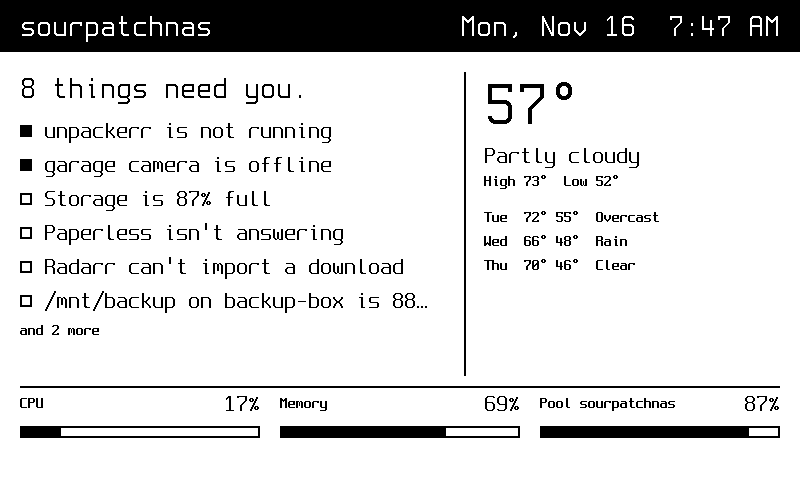 sourpatchnas
Mon, Nov 16  7:47 AM
8 things need you.
unpackerr is not running
garage camera is offline
Storage is 87% full
Paperless isn't answering
Radarr can't import a download
/mnt/backup on backup-box is 88…
and 2 more
57°
Partly cloudy
High 73°  Low 52°
Tue  72° 55°  Overcast
Wed  66° 48°  Rain
Thu  70° 46°  Clear
CPU 17%
Memory 69%
Pool sourpatchnas 87%